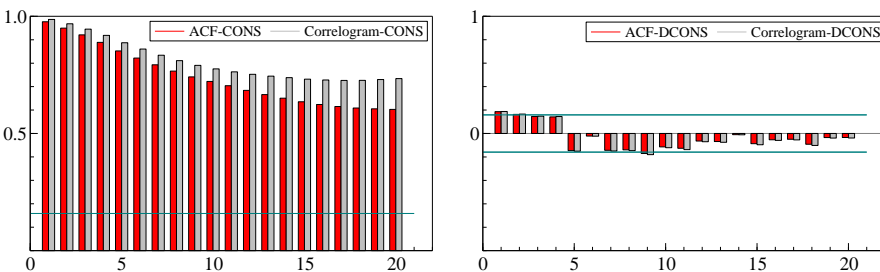 1.0
ACF-CONS Correlogram-CONS
0.5
0 5 10 15 20
1
ACF-DCONS Correlogram-DCONS
0
0 5 10 15 20